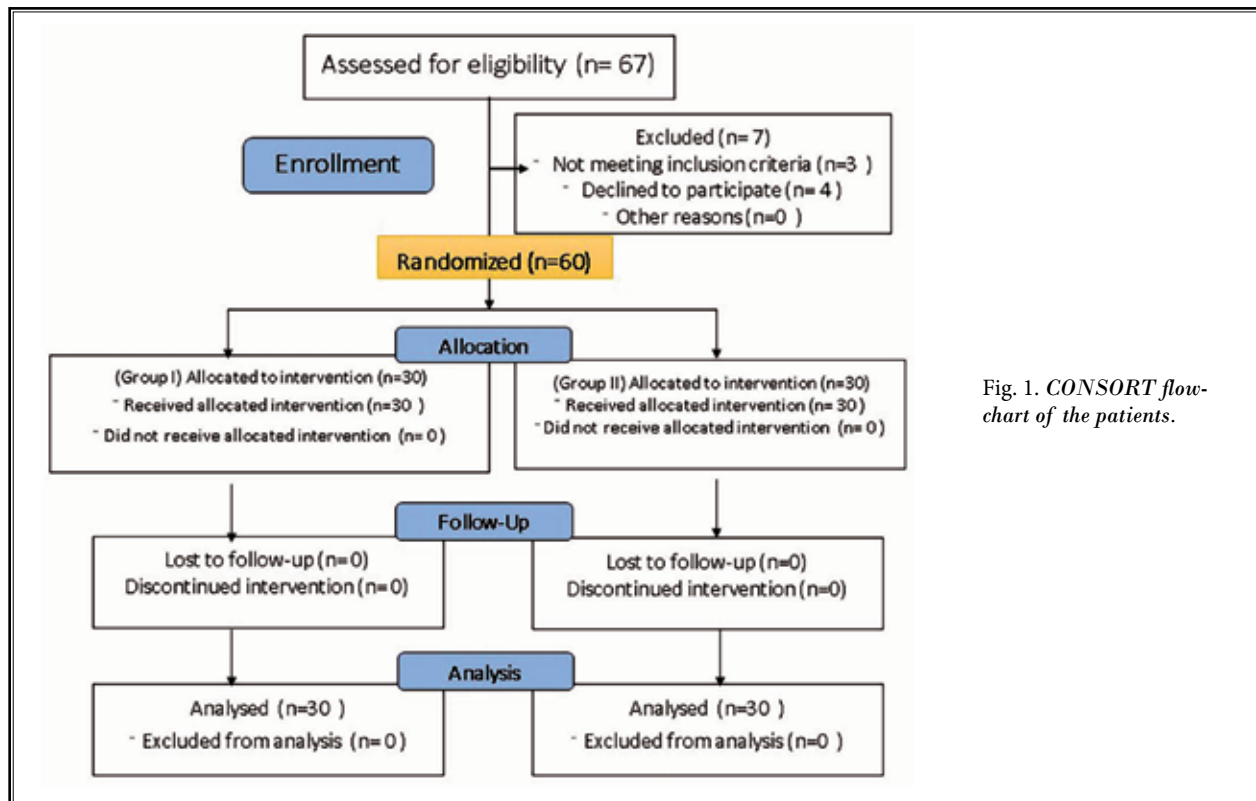 Assessed for eligibility (n= 67)
Enrollment
Excluded (n= 7)
- Not meeting inclusion criteria (n=3 )
- Declined to participate (n= 4)
- Other reasons (n=0 )
Randomized (n=60)
Allocation
(Group I) Allocated to intervention (n=30)
- Received allocated intervention (n=30 )
- Did not receive allocated intervention (n= 0)
(Group II) Allocated to intervention (n=30)
- Received allocated intervention (n= 30)
- Did not receive allocated intervention (n= 0)
Follow-Up
Lost to follow-up (n=0)
Discontinued intervention (n= 0)
Lost to follow-up (n=0)
Discontinued intervention (n=0)
Analysis
Analysed (n=30 )
- Excluded from analysis (n= 0)
Analysed (n=30 )
- Excluded from analysis (n=0 )
Fig. 1. CONSORT flow-
chart of the patients.